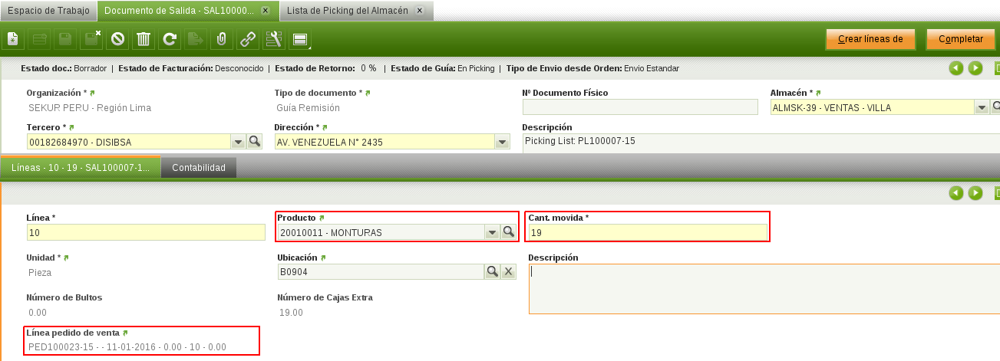 Espacio de Trabajo Documento de Salida - SAL10000... Lista de Picking del Almacén
Crear líneas de Completar
Estado doc.: Borrador | Estado de Facturación: Desconocido | Estado de Retorno: 0 % | Estado de Guía: En Picking | Tipo de Envio desde Orden: Envio Estandar
Organización * Tipo de documento * Nº Documento Físico Almacén *
SEKUR PERU - Región Lima Guía Remisión ALMSK-39 - VENTAS - VILLA
Tercero * Dirección * Descripción
00182684970 - DISIBSA AV. VENEZUELA N° 2435 Picking List: PL100007-15
Líneas - 10 - 19 - SAL100007-1... Contabilidad
Línea * Producto Cant. movida *
10 20010011 - MONTURAS 19
Unidad * Ubicación Descripción
Pieza B0904
Número de Bultos Número de Cajas Extra
0.00 19.00
Línea pedido de venta
PED100023-15 - - 11-01-2016 - 0.00 - 10 - 0.00